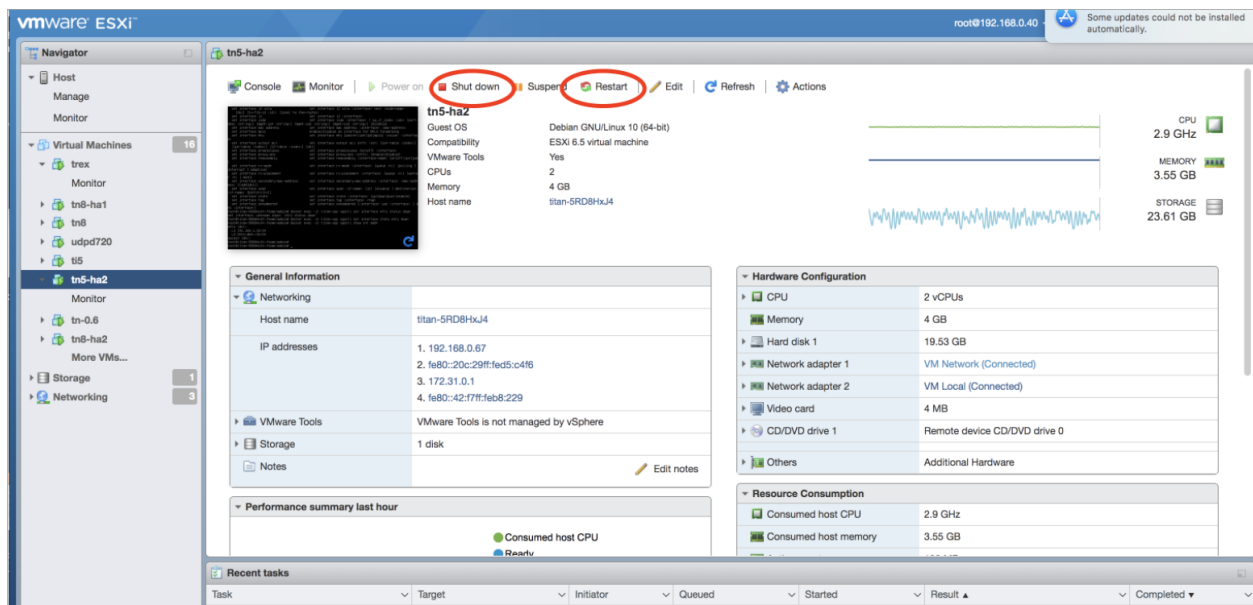 vmware ESXi
root@192.168.0.40
Some updates could not be installed
automatically.
Navigator
Host
Manage
Monitor
Virtual Machines 16
trex
Monitor
tn8-ha1
tn8
udpd720
ti5
tn5-ha2
Monitor
tn-0.6
tn8-ha2
More VMs...
Storage 1
Networking 3
tn5-ha2
Console Monitor Power on Shut down Suspend Restart Edit Refresh Actions
tn5-ha2
Guest OS Debian GNU/Linux 10 (64-bit)
Compatibility ESXi 6.5 virtual machine
VMware Tools Yes
CPUs 2
Memory 4 GB
Host name titan-5RD8HxJ4
CPU
2.9 GHz
MEMORY
3.55 GB
STORAGE
23.61 GB
General Information
Networking
Host name titan-5RD8HxJ4
IP addresses 1. 192.168.0.67
2. fe80::20c:29ff:fed5:c4f6
3. 172.31.0.1
4. fe80::42:f7ff:feb8:229
VMware Tools VMware Tools is not managed by vSphere
Storage 1 disk
Notes Edit notes
Performance summary last hour
Consumed host CPU
Ready
Hardware Configuration
CPU 2 vCPUs
Memory 4 GB
Hard disk 1 19.53 GB
Network adapter 1 VM Network (Connected)
Network adapter 2 VM Local (Connected)
Video card 4 MB
CD/DVD drive 1 Remote device CD/DVD drive 0
Others Additional Hardware
Resource Consumption
Consumed host CPU 2.9 GHz
Consumed host memory 3.55 GB
Recent tasks
Task Target Initiator Queued Started Result ▲ Completed ▼